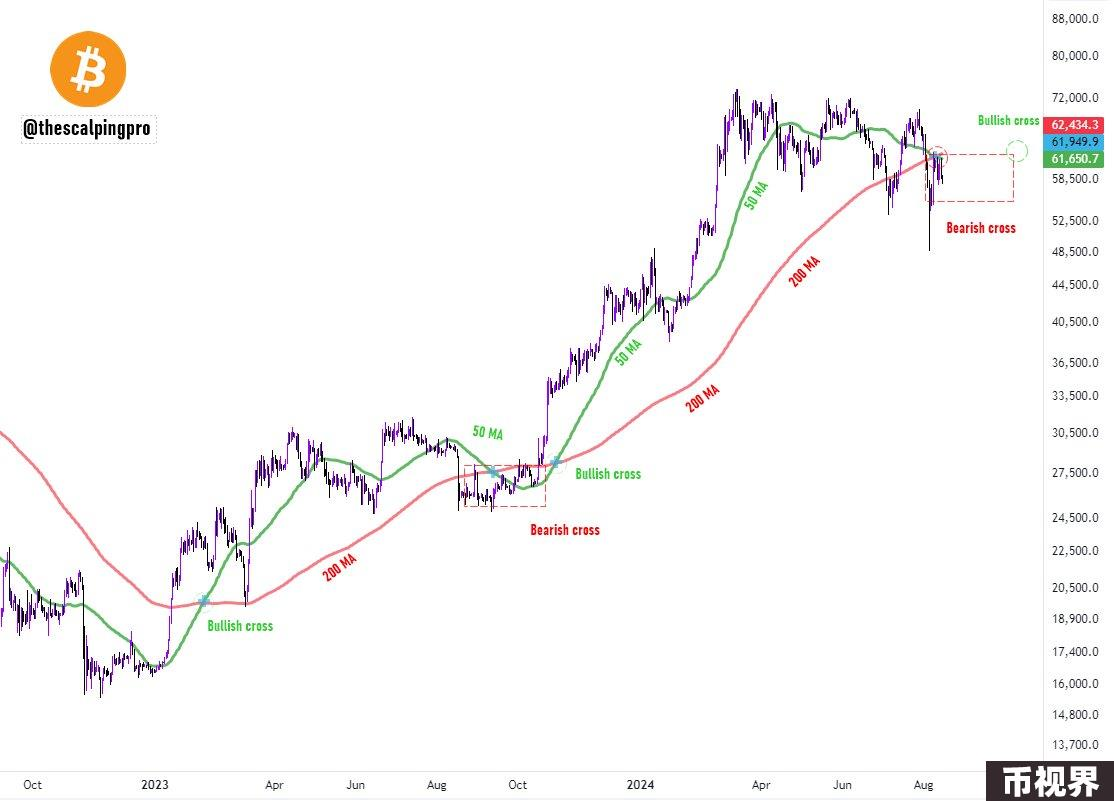 @thescalpingpro
88,000.0
80,000.0
72,000.0
Bullish cross
62,434.3
61,949.9
61,650.7
58,500.0
50 MA
52,500.0
Bearish cross
48,500.0
200 MA
44,500.0
40,500.0
50 MA
36,500.0
200 MA
33,500.0
50 MA
30,500.0
Bullish cross
27,500.0
Bearish cross
24,500.0
200 MA
22,500.0
20,500.0
Bullish cross
18,900.0
17,400.0
16,000.0
14,800.0
13,700.0
Oct 2023 Apr Jun Aug Oct 2024 Apr Jun Aug
币视界